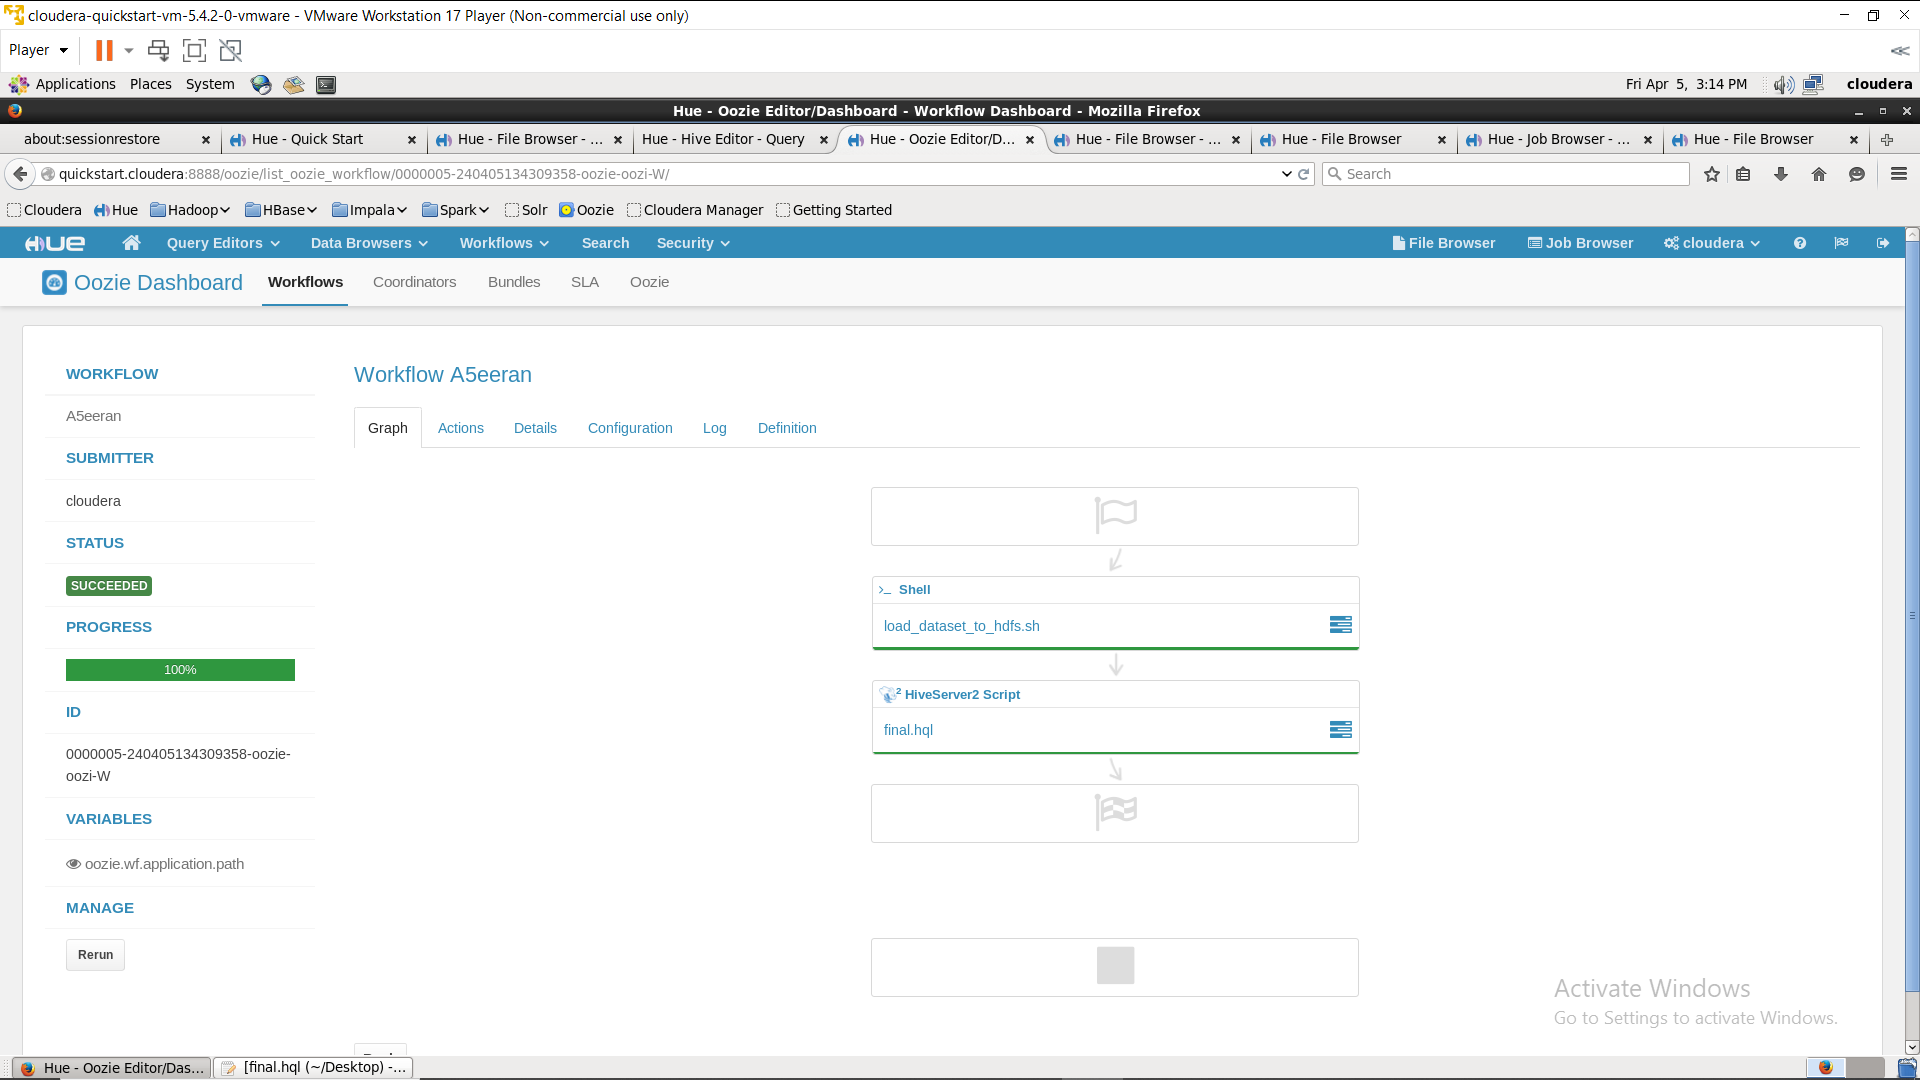 cloudera-quickstart-vm-5.4.2-0-vmware - VMware Workstation 17 Player (Non-commercial use only)
Player
Applications Places System Fri Apr 5, 3:14 PM cloudera
Hue - Oozie Editor/Dashboard - Workflow Dashboard - Mozilla Firefox
about:sessionrestore Hue - Quick Start Hue - File Browser - ... Hue - Hive Editor - Query Hue - Oozie Editor/D... Hue - File Browser - ... Hue - File Browser Hue - Job Browser - ... Hue - File Browser
quickstart.cloudera:8888/oozie/list_oozie_workflow/0000005-240405134309358-oozie-oozi-W/ Search
Cloudera Hue Hadoop HBase Impala Spark Solr Oozie Cloudera Manager Getting Started
HUE Query Editors Data Browsers Workflows Search Security File Browser Job Browser cloudera
Oozie Dashboard Workflows Coordinators Bundles SLA Oozie
WORKFLOW
A5eeran
SUBMITTER
cloudera
STATUS
SUCCEEDED
PROGRESS
100%
ID
0000005-240405134309358-oozie-
oozi-W
VARIABLES
oozie.wf.application.path
MANAGE
Rerun
Workflow A5eeran
Graph Actions Details Configuration Log Definition
Shell
load_dataset_to_hdfs.sh
2 HiveServer2 Script
final.hql
Activate Windows
Go to Settings to activate Windows.
Hue - Oozie Editor/Das... [final.hql (~/Desktop) -...